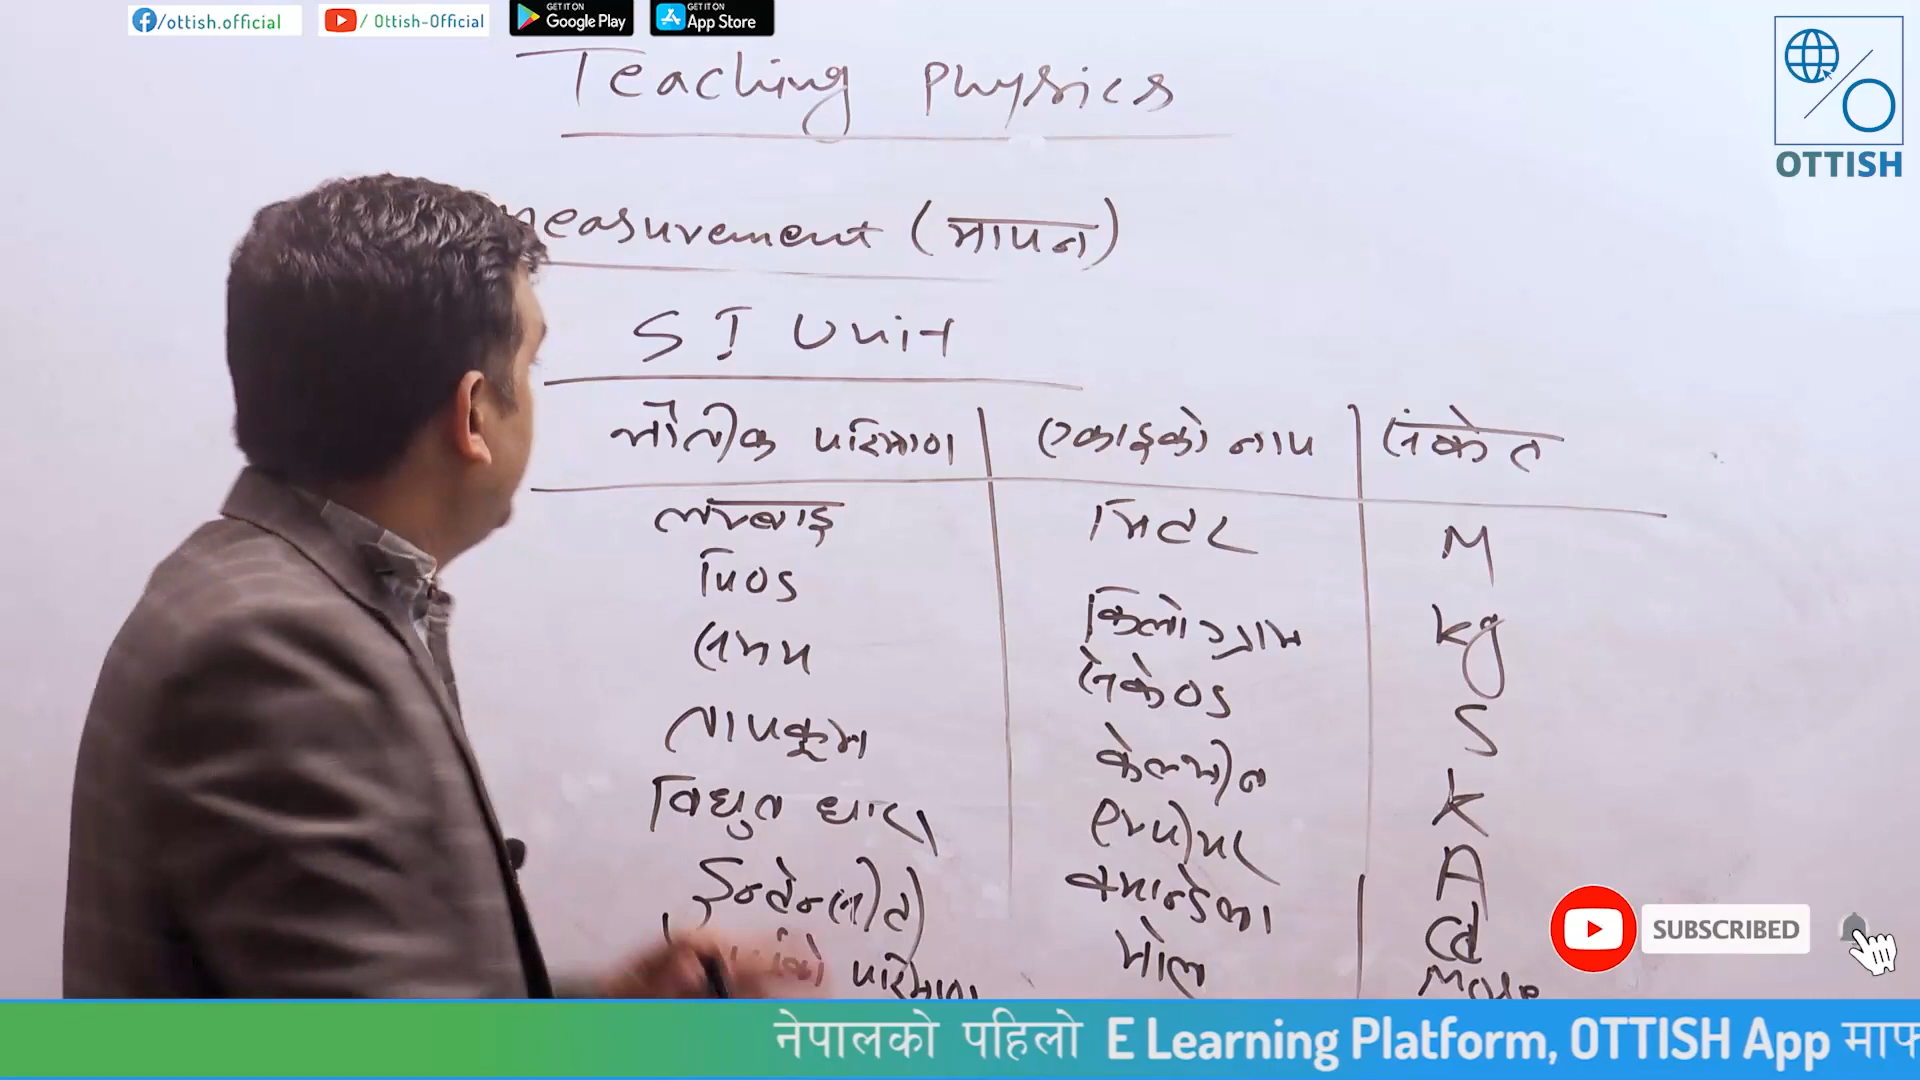 /ottish.official / Ottish-Official GET IT ON Google Play GET IT ON App Store
OTTISH
Teaching Physics
measurement (मापन)
SI Unit
भौतीक परिमाण एकाइको नाप संकेत
लम्बाइ मिटर M
पिण्ड किलोग्राम kg
समय सेकेण्ड S
तापक्रम केल्भीन K
विद्युत धारा एम्पीयर A
इन्टेन्सीटी क्याण्डेला Cd
परिमाण मोल Mole
SUBSCRIBED
नेपालको पहिलो E Learning Platform, OTTISH App